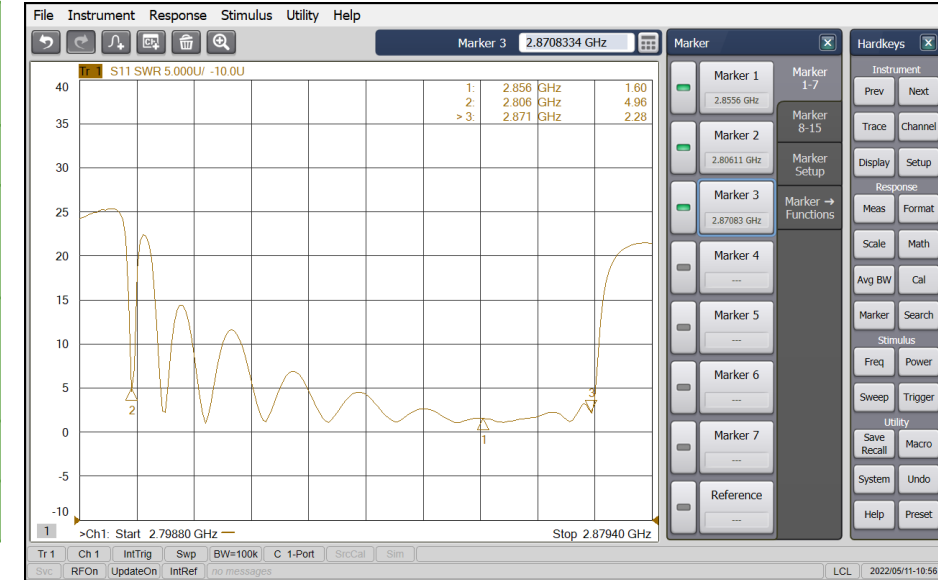 File Instrument Response Stimulus Utility Help
Marker 3 2.8708334 GHz
Tr 1 S11 SWR 5.000U/ -10.0U
1: 2.856 GHz 1.60
2: 2.806 GHz 4.96
> 3: 2.871 GHz 2.28
40
35
30
25
20
15
10
5
0
-5
-10
2
1
3
1
>Ch1: Start 2.79880 GHz
Stop 2.87940 GHz
Marker
Marker 1
2.8556 GHz
Marker 2
2.80611 GHz
Marker 3
2.87083 GHz
Marker 4
---
Marker 5
---
Marker 6
---
Marker 7
---
Reference
---
Marker
1-7
Marker
8-15
Marker
Setup
Marker →
Functions
Hardkeys
Instrument
Prev Next
Trace Channel
Display Setup
Response
Meas Format
Scale Math
Avg BW Cal
Marker Search
Stimulus
Freq Power
Sweep Trigger
Utility
Save
Recall
Macro
System Undo
Help Preset
Tr 1 Ch 1 IntTrig Swp BW=100k C 1-Port SrcCal Sim
Svc RFOn UpdateOn IntRef no messages LCL 2022/05/11-10:56